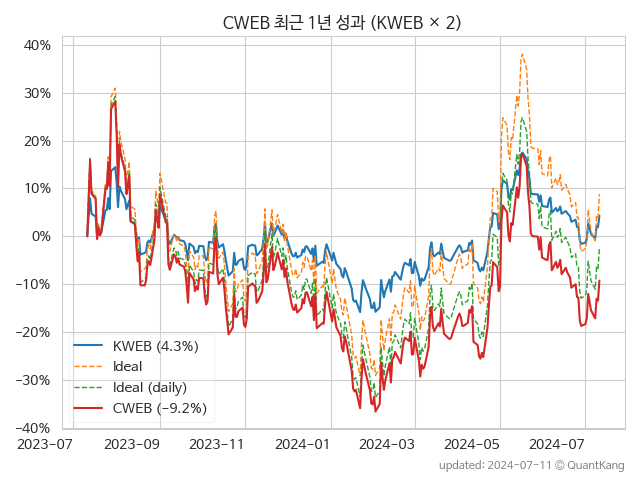 CWEB 최근 1년 성과 (KWEB × 2)
40%
30%
20%
10%
0%
−10%
−20%
−30%
−40%
KWEB (4.3%)
Ideal
Ideal (daily)
CWEB (−9.2%)
2023-07 2023-09 2023-11 2024-01 2024-03 2024-05 2024-07
updated: 2024-07-11 © QuantKang